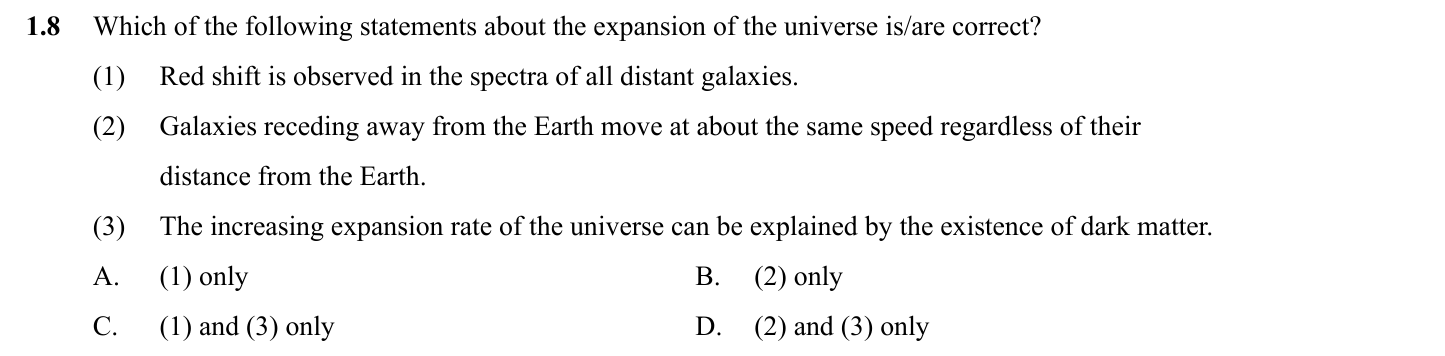 1.8 Which of the following statements about the expansion of the universe is/are correct?
(1) Red shift is observed in the spectra of all distant galaxies.
(2) Galaxies receding away from the Earth move at about the same speed regardless of their
distance from the Earth.
(3) The increasing expansion rate of the universe can be explained by the existence of dark matter.
A. (1) only B. (2) only
C. (1) and (3) only D. (2) and (3) only